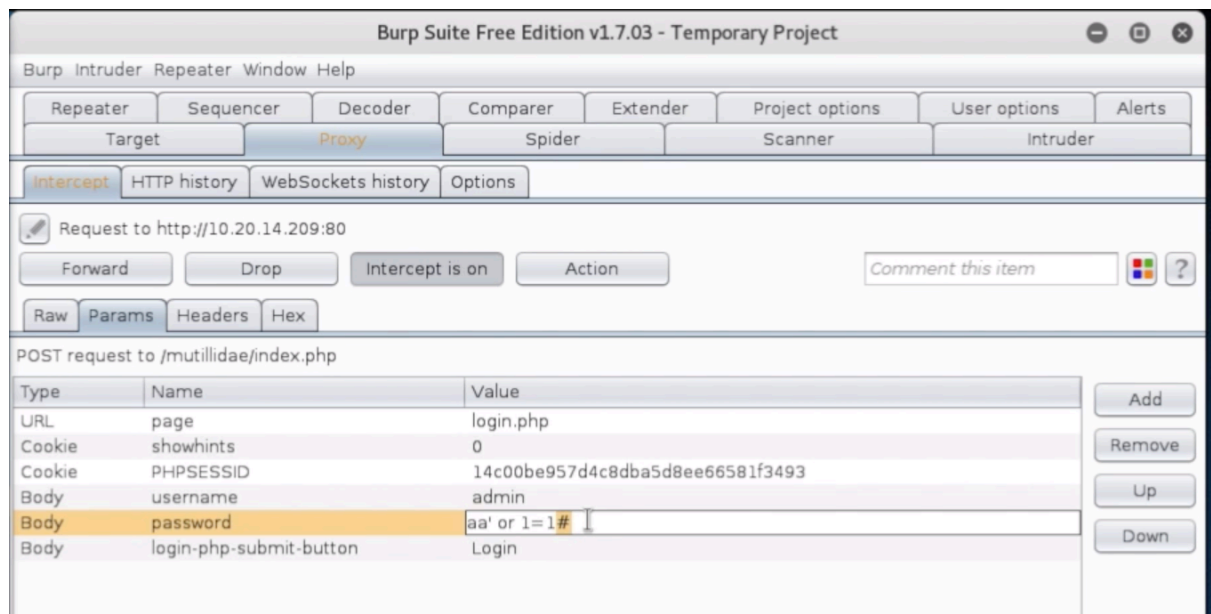 Burp Suite Free Edition v1.7.03 - Temporary Project
Burp Intruder Repeater Window Help
Repeater Sequencer Decoder Comparer Extender Project options User options Alerts
Target Proxy Spider Scanner Intruder
Intercept HTTP history WebSockets history Options
Request to http://10.20.14.209:80
Forward Drop Intercept is on Action Comment this item ?
Raw Params Headers Hex
POST request to /mutillidae/index.php
Type Name Value
URL page login.php
Cookie showhints 0
Cookie PHPSESSID 14c00be957d4c8dba5d8ee66581f3493
Body username admin
Body password aa' or 1=1#
Body login-php-submit-button Login
Add
Remove
Up
Down